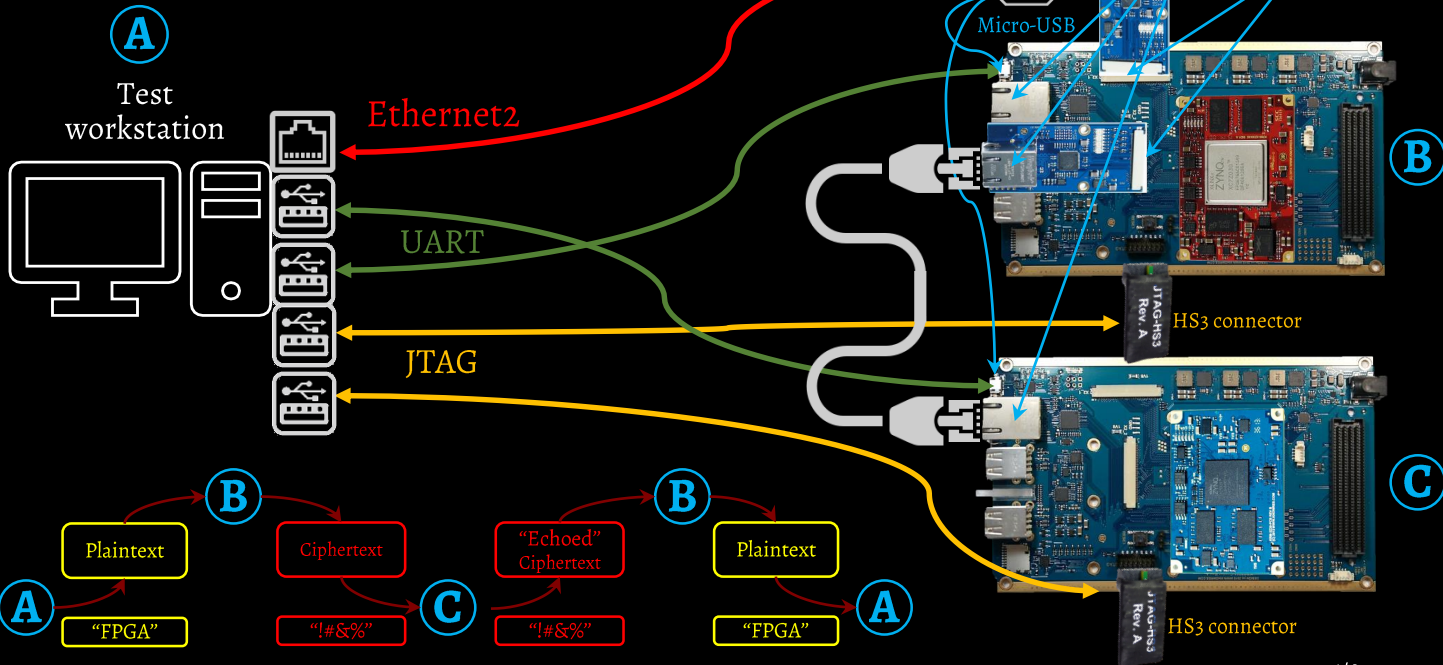 A
Test
workstation
Ethernet2
UART
JTAG
Micro-USB
ZYNQ
B
JTAG-HS3
Rev. A
HS3 connector
C
JTAG-HS3
Rev. A
HS3 connector
A
Plaintext
"FPGA"
B
Ciphertext
"!#&%"
C
"Echoed"
Ciphertext
"!#&%"
B
Plaintext
"FPGA"
A